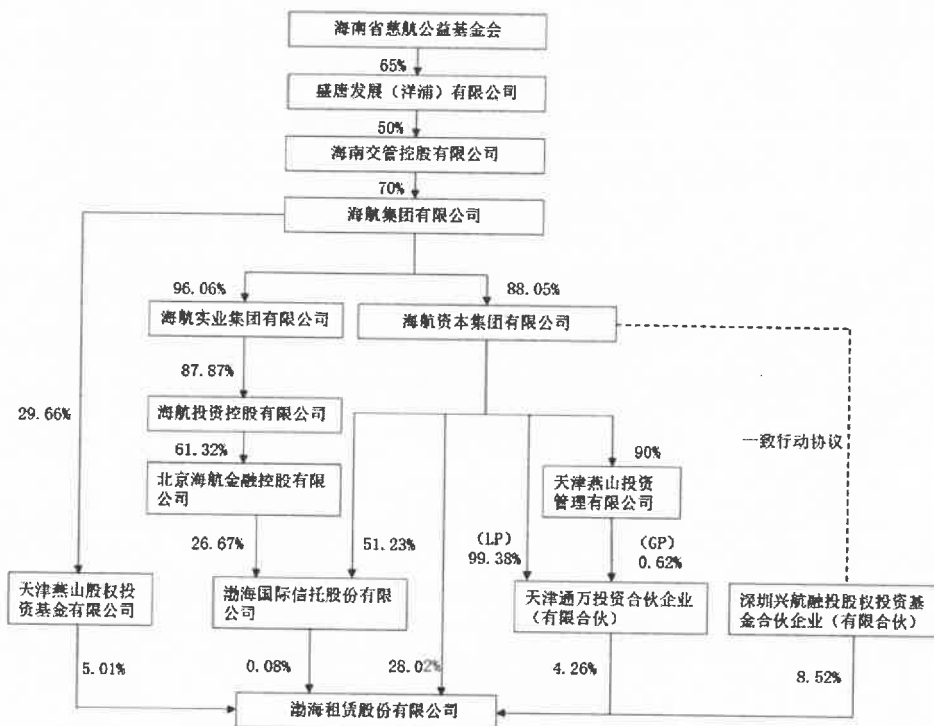 海南省慈航公益基金会
65%
盛唐发展（洋浦）有限公司
50%
海南交管控股有限公司
70%
海航集团有限公司
96.06%
88.05%
海航实业集团有限公司
海航资本集团有限公司
87.87%
29.66%
海航投资控股有限公司
一致行动协议
61.32%
90%
北京海航金融控股有限
公司
天津燕山投资
管理有限公司
26.67%
51.23%
（LP）
99.38%
（GP）
0.62%
天津燕山股权投
资基金有限公司
渤海国际信托股份有限
公司
天津通万投资合伙企业
（有限合伙）
深圳兴航融投股权投资基
金合伙企业（有限合伙）
5.01%
0.08%
28.02%
4.26%
8.52%
渤海租赁股份有限公司